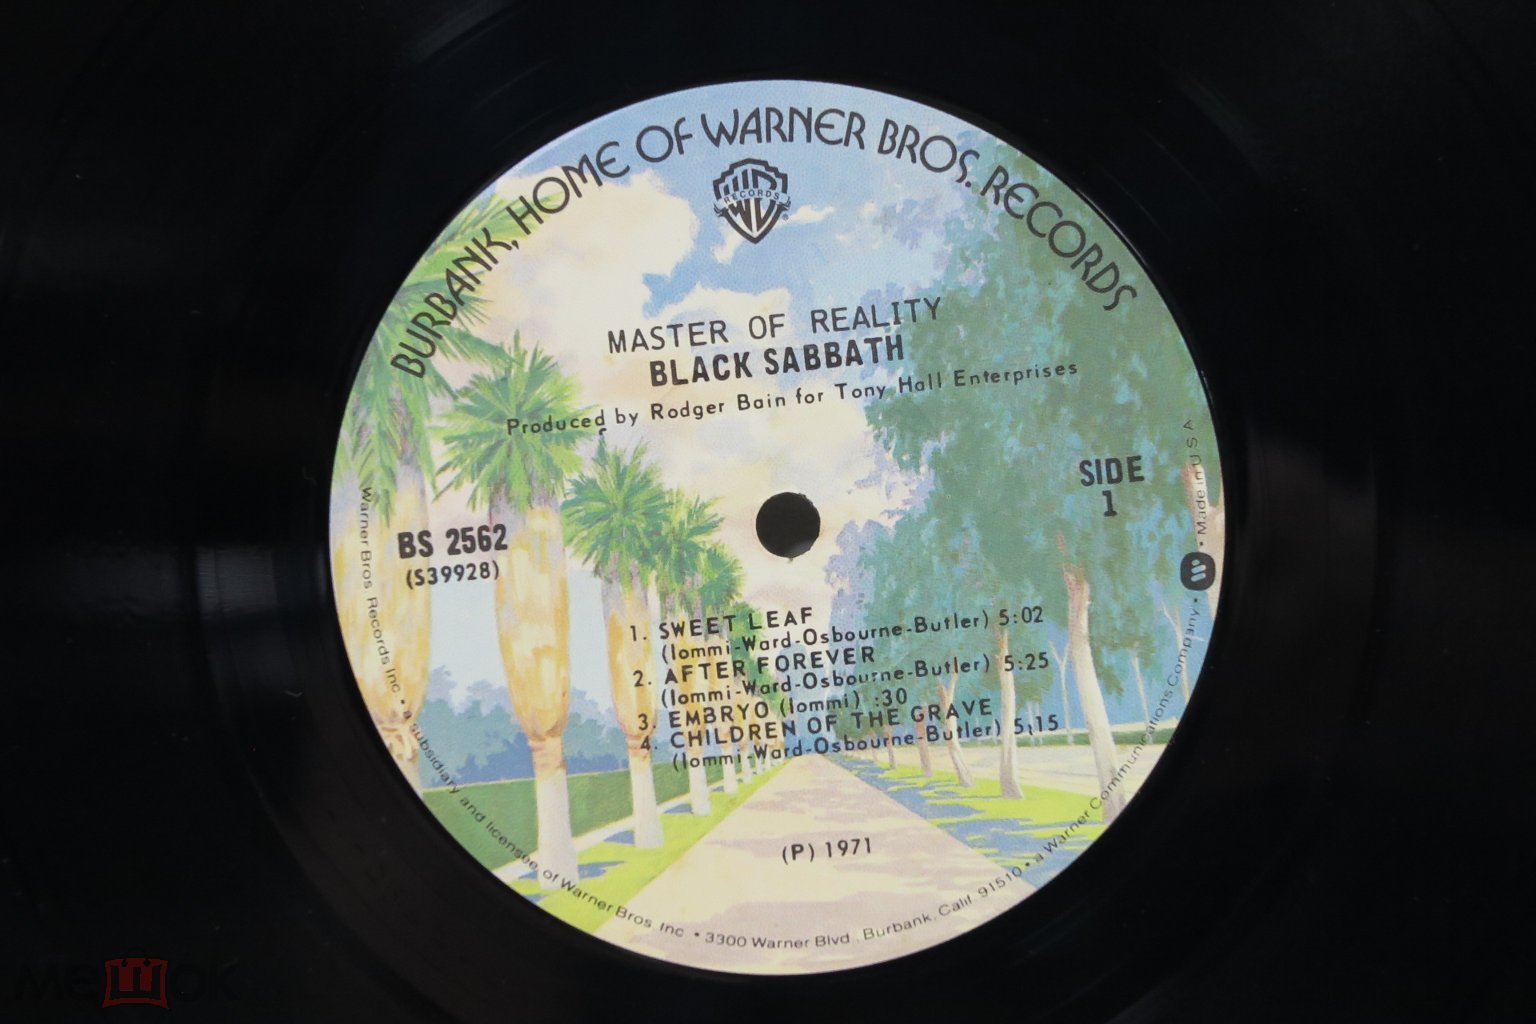 BURBANK, HOME OF WARNER BROS. RECORDS
RECORDS
MASTER OF REALITY
BLACK SABBATH
Produced by Rodger Bain for Tony Hall Enterprises
SIDE
1
BS 2562
(S39928)
1. SWEET LEAF
(Iommi-Ward-Osbourne-Butler) 5:02
2. AFTER FOREVER
(Iommi-Ward-Osbourne-Butler) 5:25
3. EMBRYO (Iommi) :30
4. CHILDREN OF THE GRAVE
(Iommi-Ward-Osbourne-Butler) 5:15
(P) 1971
Warner Bros Records Inc • a subsidiary and licensee of Warner Bros. Inc • 3300 Warner Blvd., Burbank, Calif. 91510 • a Warner Communications Company • Made in U S A
мешок